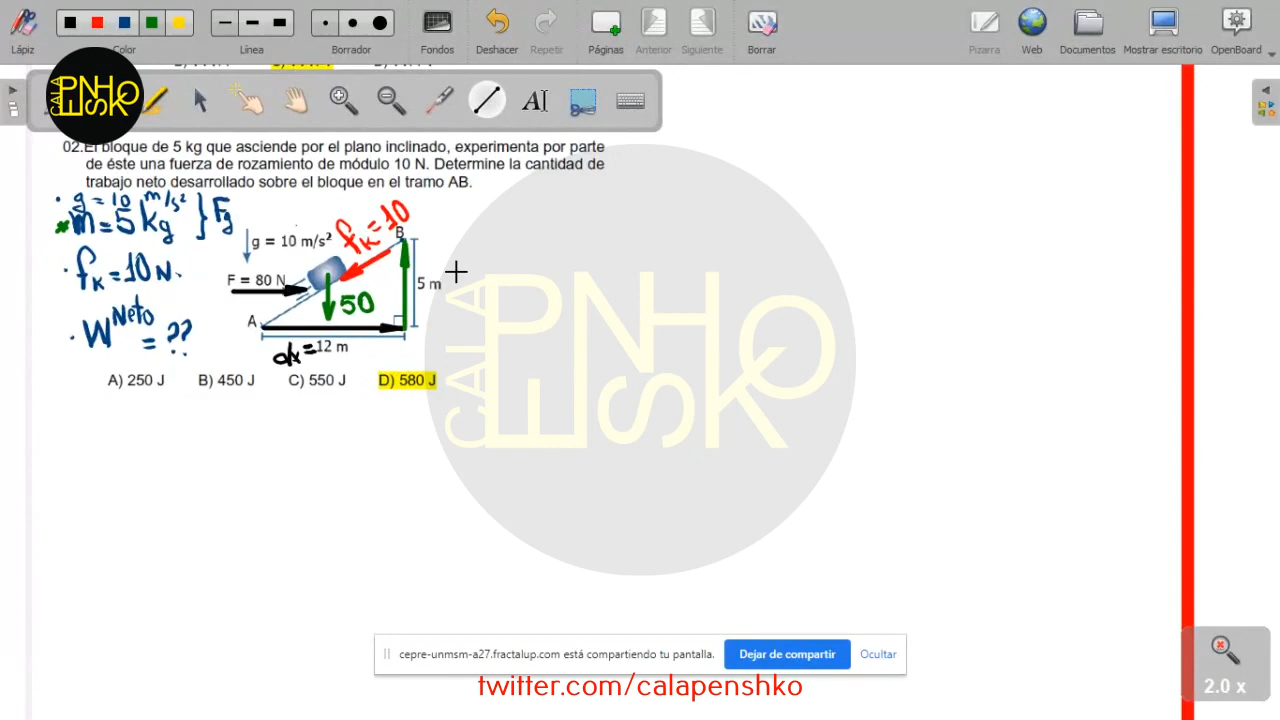 Lápiz
Color
Línea
Borrador
Fondos
Deshacer
Repetir
Páginas
Anterior
Siguiente
Borrar
Pizarra
Web
Documentos
Mostrar escritorio
OpenBoard
CALA
PNHO
ESK
02.El bloque de 5 kg que asciende por el plano inclinado, experimenta por parte
de éste una fuerza de rozamiento de módulo 10 N. Determine la cantidad de
trabajo neto desarrollado sobre el bloque en el tramo AB.
g = 10 m/s²
m = 5 kg } Fg
fk = 10 N.
W Neto = ??
g = 10 m/s²
fk = 10
B
F = 80 N
50
5 m
A
dx = 12 m
A) 250 J B) 450 J C) 550 J D) 580 J
CALA
PNHO
ESK
cepre-unmsm-a27.fractalup.com está compartiendo tu pantalla.
Dejar de compartir
Ocultar
twitter.com/calapenshko
2.0 x